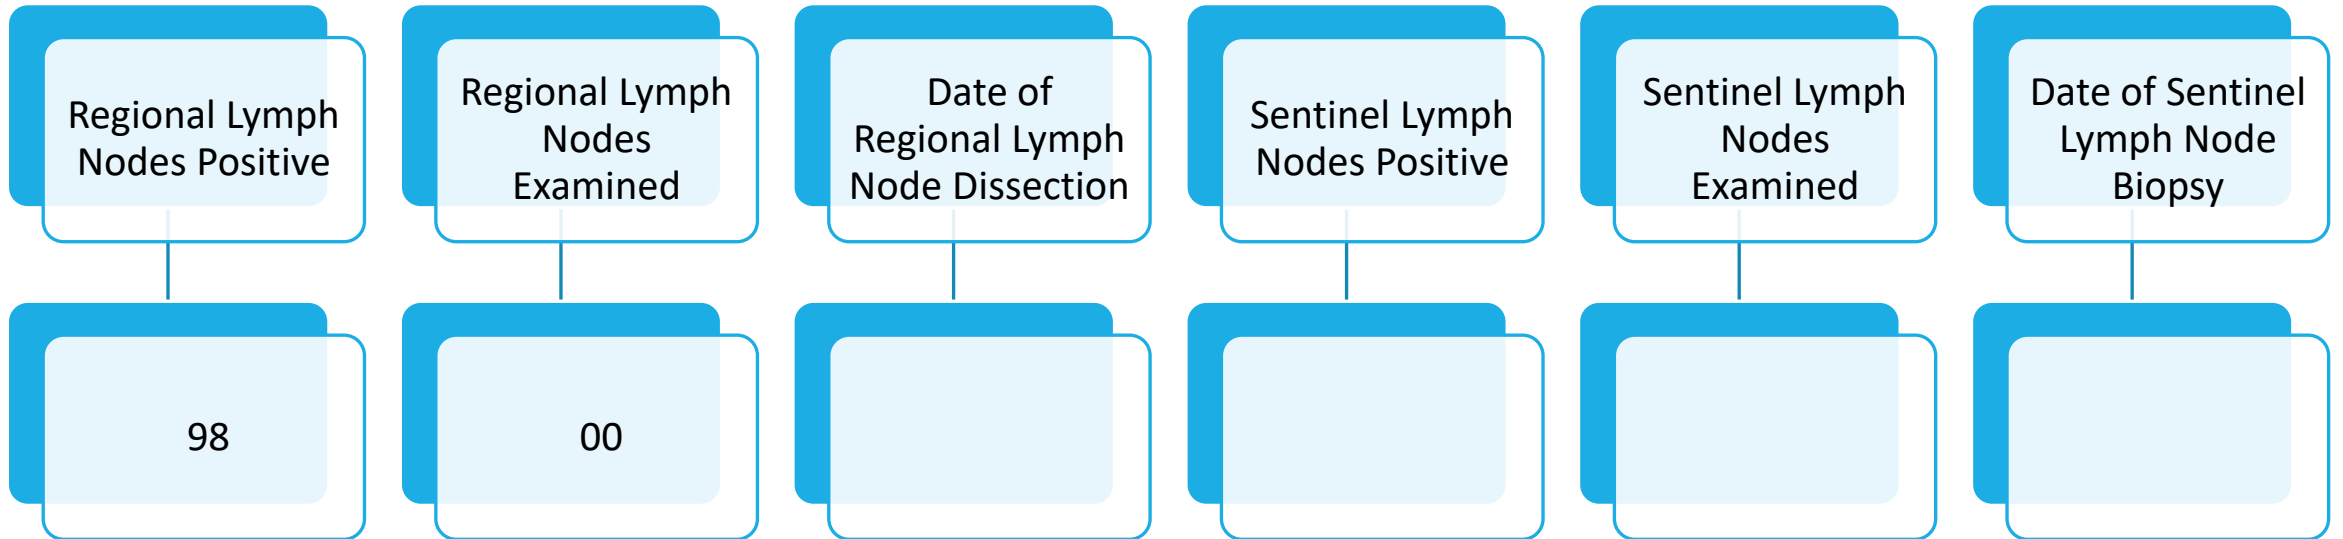 Regional Lymph
Nodes Positive
Regional Lymph
Nodes
Examined
Date of
Regional Lymph
Node Dissection
Sentinel Lymph
Nodes Positive
Sentinel Lymph
Nodes
Examined
Date of Sentinel
Lymph Node
Biopsy
98
00